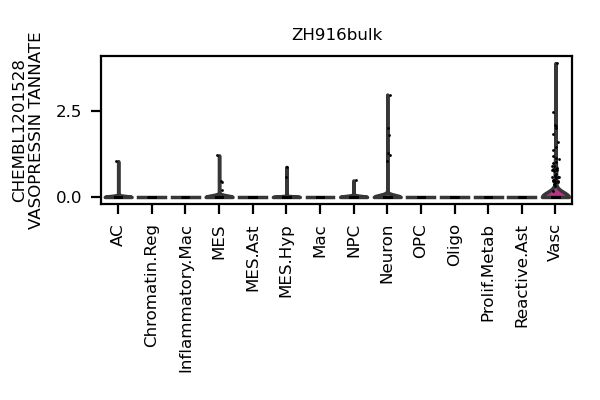 ZH916bulk
CHEMBL1201528
VASOPRESSIN TANNATE
2.5
0.0
AC
Chromatin.Reg
Inflammatory.Mac
MES
MES.Ast
MES.Hyp
Mac
NPC
Neuron
OPC
Oligo
Prolif.Metab
Reactive.Ast
Vasc